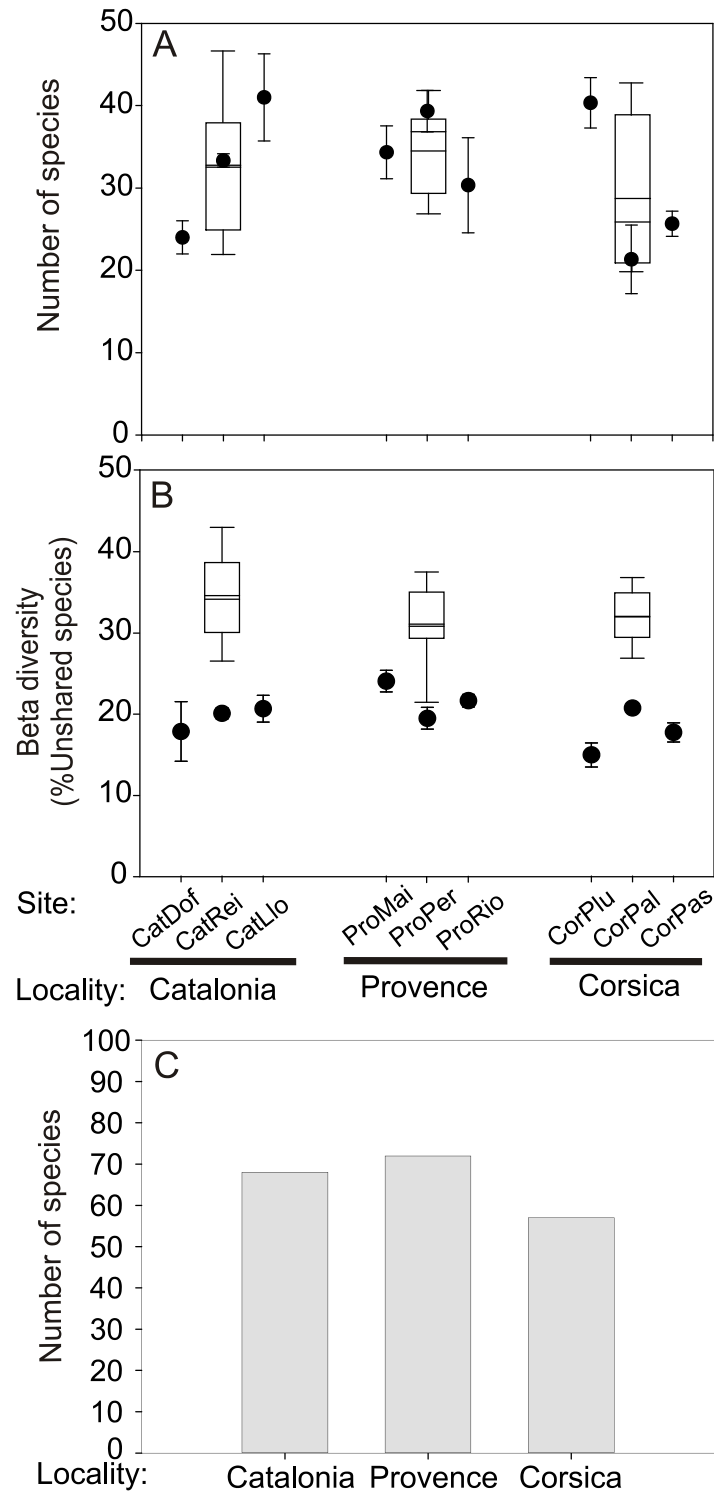 A
Number of species
50
40
30
20
10
0
B
Beta diversity
(%Unshared species)
50
40
30
20
10
0
Site: CatDof CatRei CatLlo ProMai ProPer ProRio CorPlu CorPal CorPas
Locality: Catalonia Provence Corsica
C
Number of species
100
90
80
70
60
50
40
30
20
10
0
Locality: Catalonia Provence Corsica